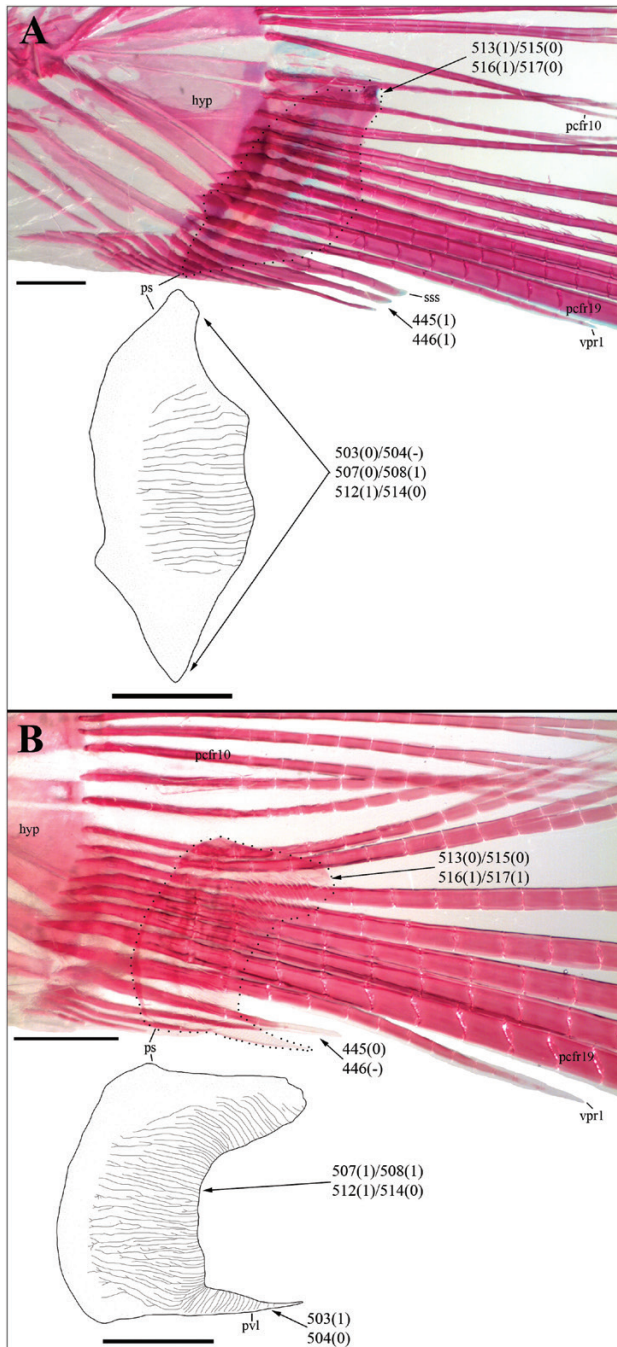 A
513(1)/515(0)
516(1)/517(0)
hyp
pcfr10
ps
sss
pcfr19
445(1)
446(1)
vpr1
503(0)/504(-)
507(0)/508(1)
512(1)/514(0)
B
pcfr10
hyp
513(0)/515(0)
516(1)/517(1)
ps
445(0)
446(-)
pcfr19
vpr1
507(1)/508(1)
512(1)/514(0)
503(1)
504(0)
pvl